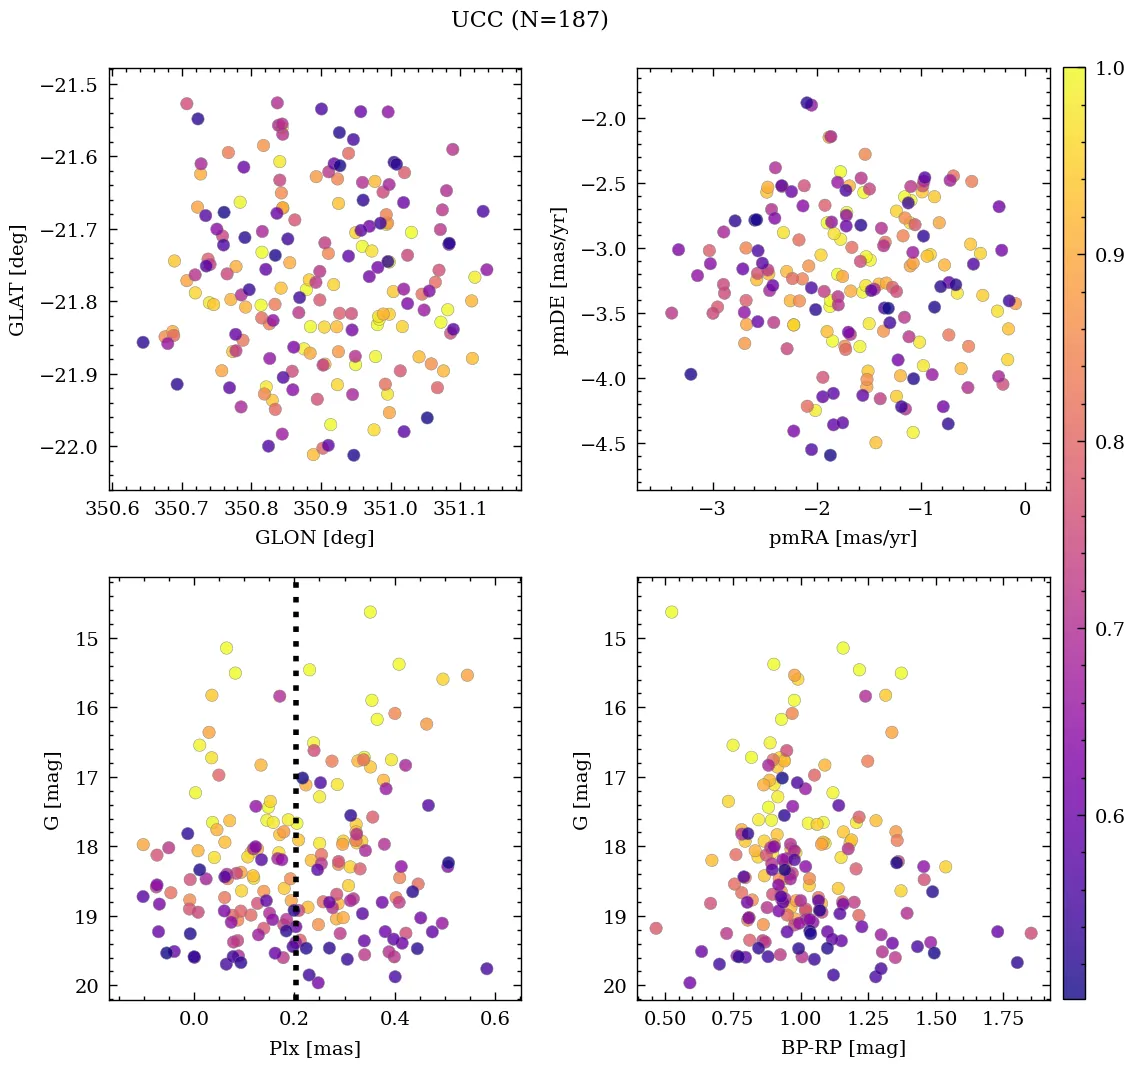 UCC (N=187)
−21.5
−21.6
−21.7
−21.8
−21.9
−22.0
GLAT [deg]
350.6 350.7 350.8 350.9 351.0 351.1
GLON [deg]
−2.0
−2.5
−3.0
−3.5
−4.0
−4.5
pmDE [mas/yr]
−3 −2 −1 0
pmRA [mas/yr]
15
16
17
18
19
20
G [mag]
0.0 0.2 0.4 0.6
Plx [mas]
15
16
17
18
19
20
G [mag]
0.50 0.75 1.00 1.25 1.50 1.75
BP-RP [mag]
1.0
0.9
0.8
0.7
0.6